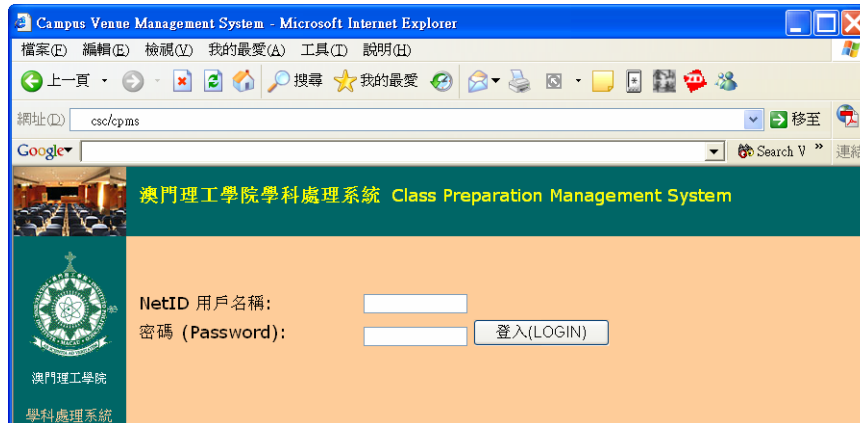 Campus Venue Management System - Microsoft Internet Explorer
檔案(F) 編輯(E) 檢視(V) 我的最愛(A) 工具(T) 說明(H)
上一頁 搜尋 我的最愛
網址(D) csc/cpms 移至
Google Search W » 連結
澳門理工學院學科處理系統 Class Preparation Management System
NetID 用戶名稱:
密碼 (Password): 登入(LOGIN)
澳門理工學院
學科處理系統